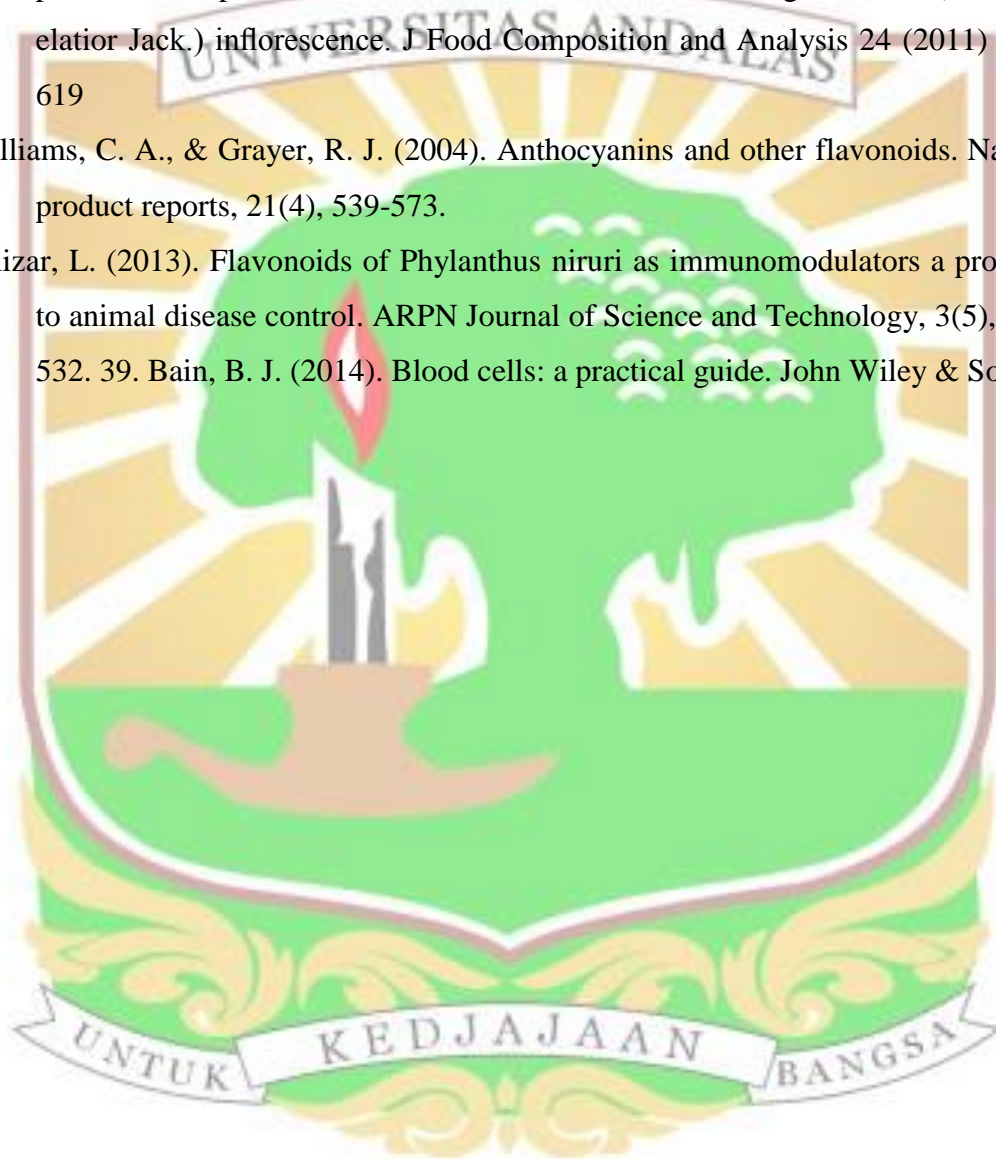 elatior Jack.) inflorescence. J Food Composition and Analysis 24 (2011)
619
lliams, C. A., & Grayer, R. J. (2004). Anthocyanins and other flavonoids. Na
product reports, 21(4), 539-573.
izar, L. (2013). Flavonoids of Phylanthus niruri as immunomodulators a pro
to animal disease control. ARPN Journal of Science and Technology, 3(5),
532. 39. Bain, B. J. (2014). Blood cells: a practical guide. John Wiley & So
UNIVERSITAS ANDALAS
UNTUK KEDJAJAAN BANGSA